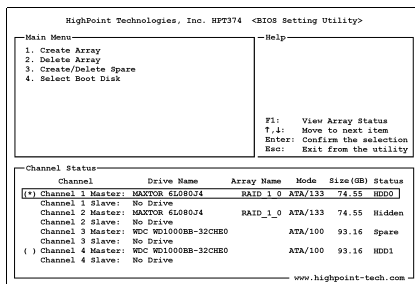 HighPoint Technologies, Inc. HPT374 <BIOS Setting Utility>
Main Menu
1. Create Array
2. Delete Array
3. Create/Delete Spare
4. Select Boot Disk
Help
F1: View Array Status
↑,↓: Move to next item
Enter: Confirm the selection
Esc: Exit from the utility
Channel Status
Channel Drive Name Array Name Mode Size(GB) Status
(*) Channel 1 Master: MAXTOR 6L080J4 RAID_1_0 ATA/133 74.55 HDD0
Channel 1 Slave: No Drive
Channel 2 Master: MAXTOR 6L080J4 RAID_1_0 ATA/133 74.55 Hidden
Channel 2 Slave: No Drive
Channel 3 Master: WDC WD1000BB-32CHE0 ATA/100 93.16 Spare
Channel 3 Slave: No Drive
( ) Channel 4 Master: WDC WD1000BB-32CHE0 ATA/100 93.16 HDD1
Channel 4 Slave: No Drive
www.highpoint-tech.com